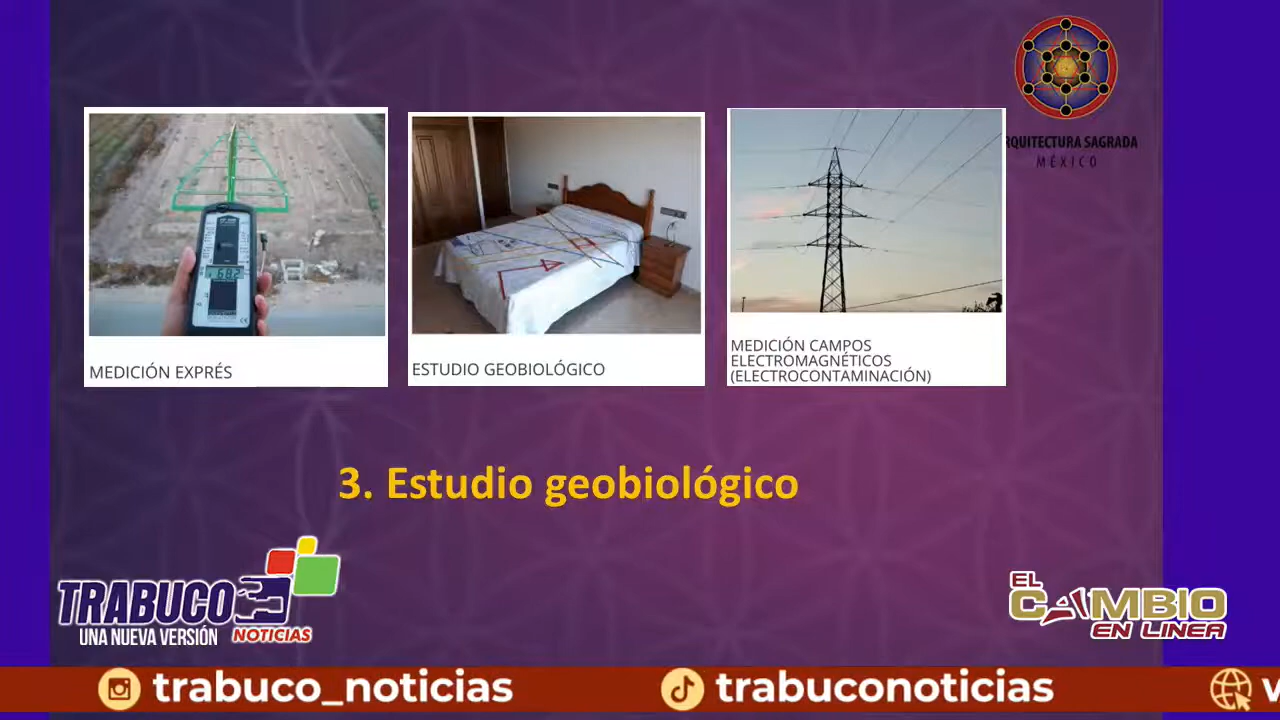 RQUITECTURA SAGRADA
MÉXICO
MEDICIÓN EXPRÉS
ESTUDIO GEOBIOLÓGICO
MEDICIÓN CAMPOS
ELECTROMAGNÉTICOS
(ELECTROCONTAMINACIÓN)
3. Estudio geobiológico
TRABUCO
UNA NUEVA VERSIÓN
NOTICIAS
EL
CAMBIO
EN LINEA
trabuco_noticias
trabuconoticias